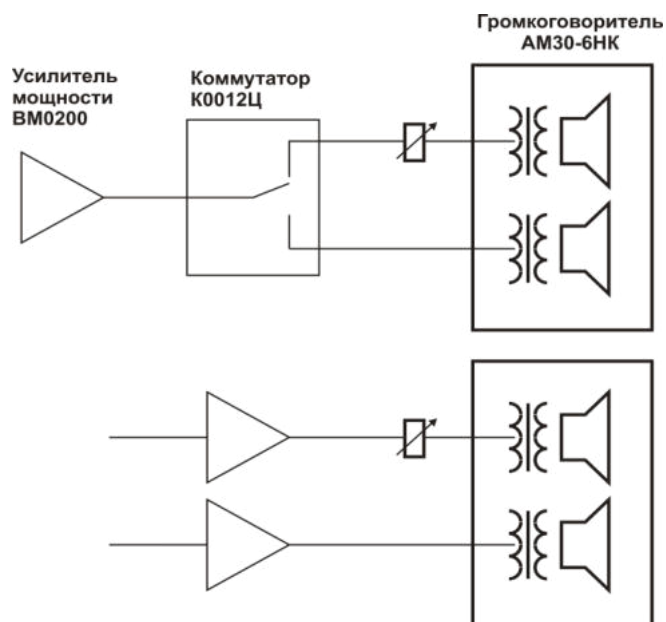 Громкоговоритель
АМ30-6НК
Усилитель
мощности
ВМ0200
Коммутатор
К0012Ц